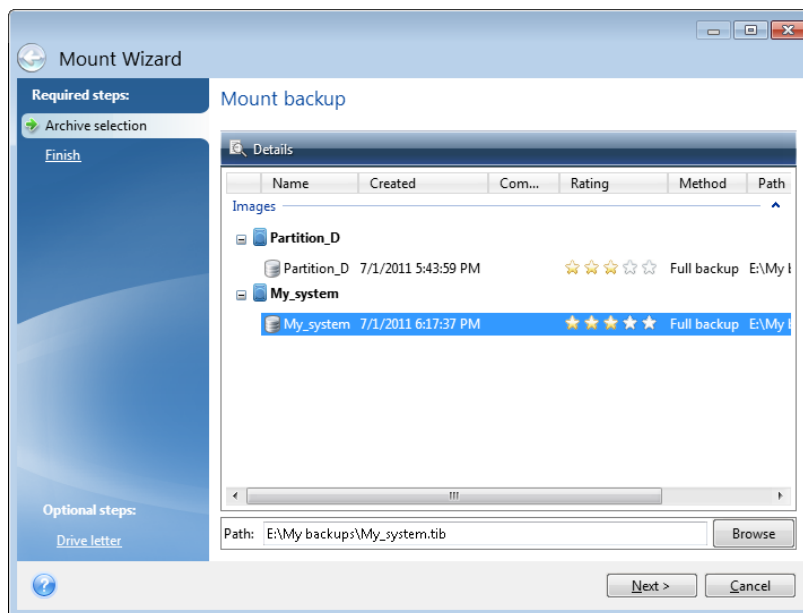 Mount Wizard
Required steps:
Archive selection
Finish
Optional steps:
Drive letter
Mount backup
Details
Name Created Com... Rating Method Path
Images
Partition_D
Partition_D 7/1/2011 5:43:59 PM Full backup E:\My
My_system
My_system 7/1/2011 6:17:37 PM Full backup E:\My
Path: E:\My backups\My_system.tib Browse
Next > Cancel